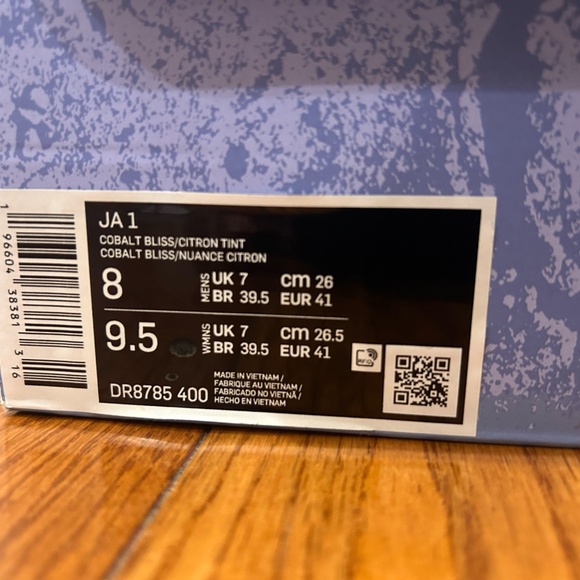 JA 1
COBALT BLISS/CITRON TINT
COBALT BLISS/NUANCE CITRON
8 MENS UK 7 CM 26
BR 39.5 EUR 41
9.5 WMNS UK 7 CM 26.5
BR 39.5 EUR 41
DR8785 400
MADE IN VIETNAM /
FABRIQUE AU VIETNAM /
FABRICADO NO VIETNÃ /
HECHO EN VIETNAM
RFID
1 96604 38381 3 16